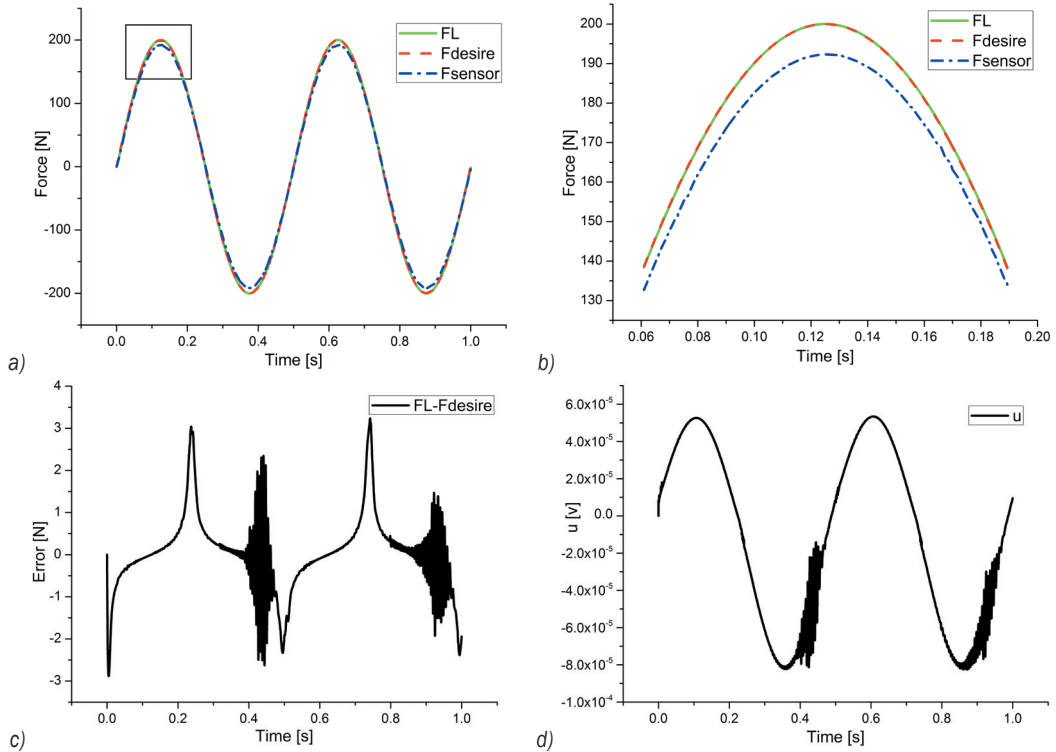 FL
Fdesire
Fsensor
200
100
0
-100
-200
Force [N]
0.0 0.2 0.4 0.6 0.8 1.0
Time [s]
a)
FL
Fdesire
Fsensor
200
190
180
170
160
150
140
130
Force [N]
0.06 0.08 0.10 0.12 0.14 0.16 0.18 0.20
Time [s]
b)
FL-Fdesire
4
3
2
1
0
-1
-2
-3
Error [N]
0.0 0.2 0.4 0.6 0.8 1.0
Time [s]
c)
u
6.0x10-5
4.0x10-5
2.0x10-5
0.0
-2.0x10-5
-4.0x10-5
-6.0x10-5
-8.0x10-5
-1.0x10-4
u [v]
0.0 0.2 0.4 0.6 0.8 1.0
Time [s]
d)